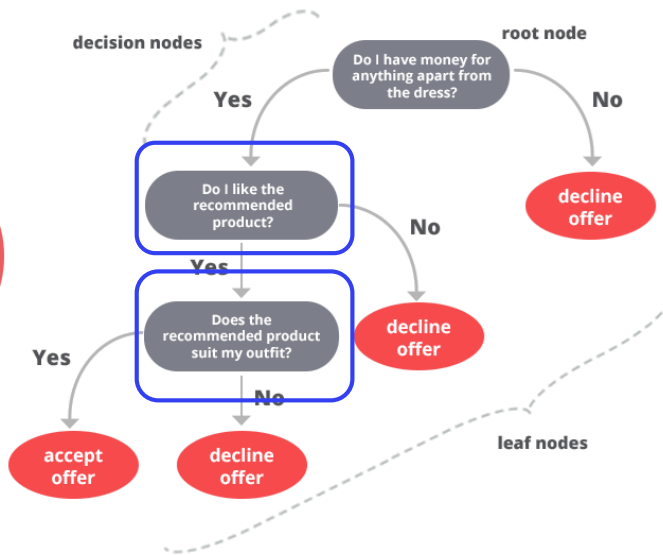 decision nodes
root node
Do I have money for
anything apart from
the dress?
Yes
No
Do I like the
recommended
product?
decline
offer
No
Yes
Does the
recommended product
suit my outfit?
decline
offer
Yes
No
accept
offer
decline
offer
leaf nodes